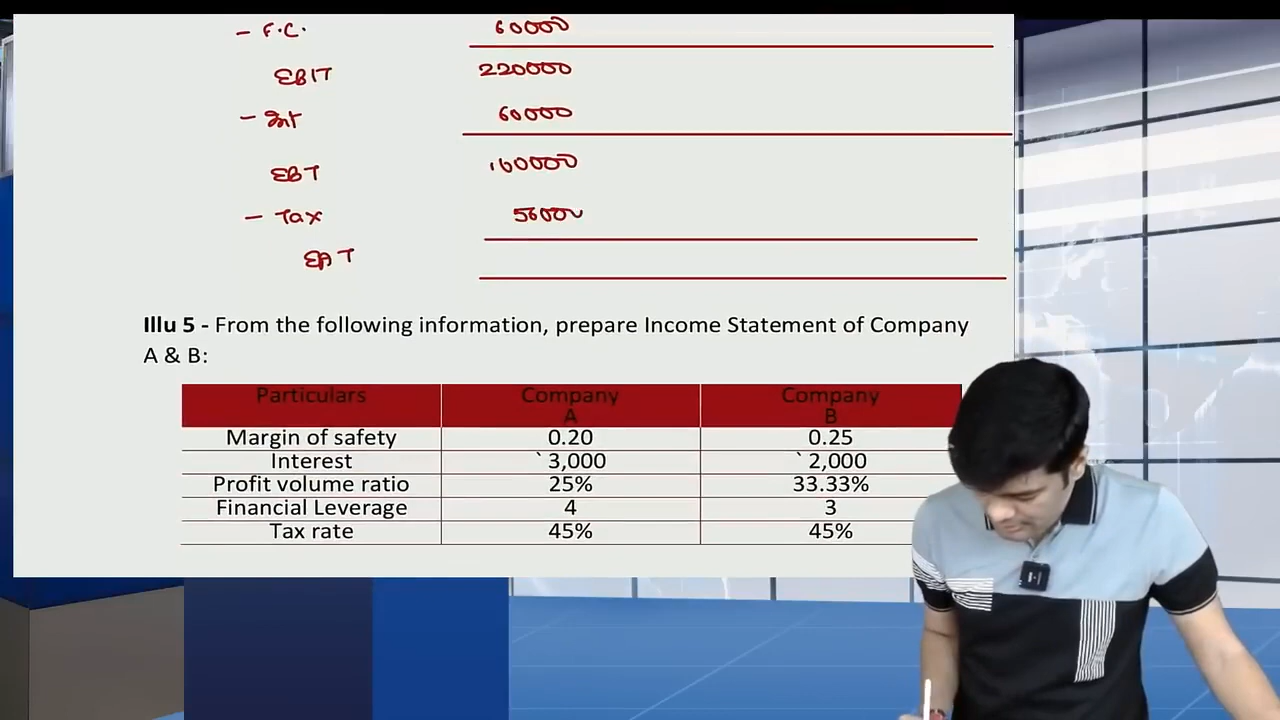 - F.C. 60000
EBIT 220000
- Int 60000
EBT 160000
- Tax 56000
EAT
Illu 5 - From the following information, prepare Income Statement of Company
A & B:
Particulars Company A Company B
Margin of safety 0.20 0.25
Interest `3,000 `2,000
Profit volume ratio 25% 33.33%
Financial Leverage 4 3
Tax rate 45% 45%